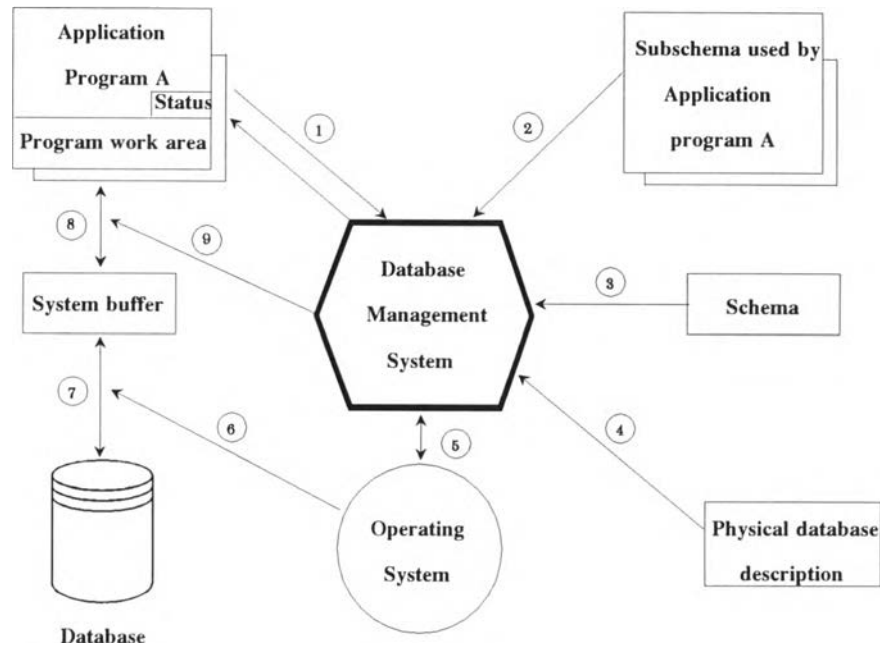 Application
Program A
Status
Program work area
1
2
Subschema used by
Application
program A
8
9
System buffer
Database
Management
System
3
Schema
7
6
5
4
Operating
System
Physical database
description
Database